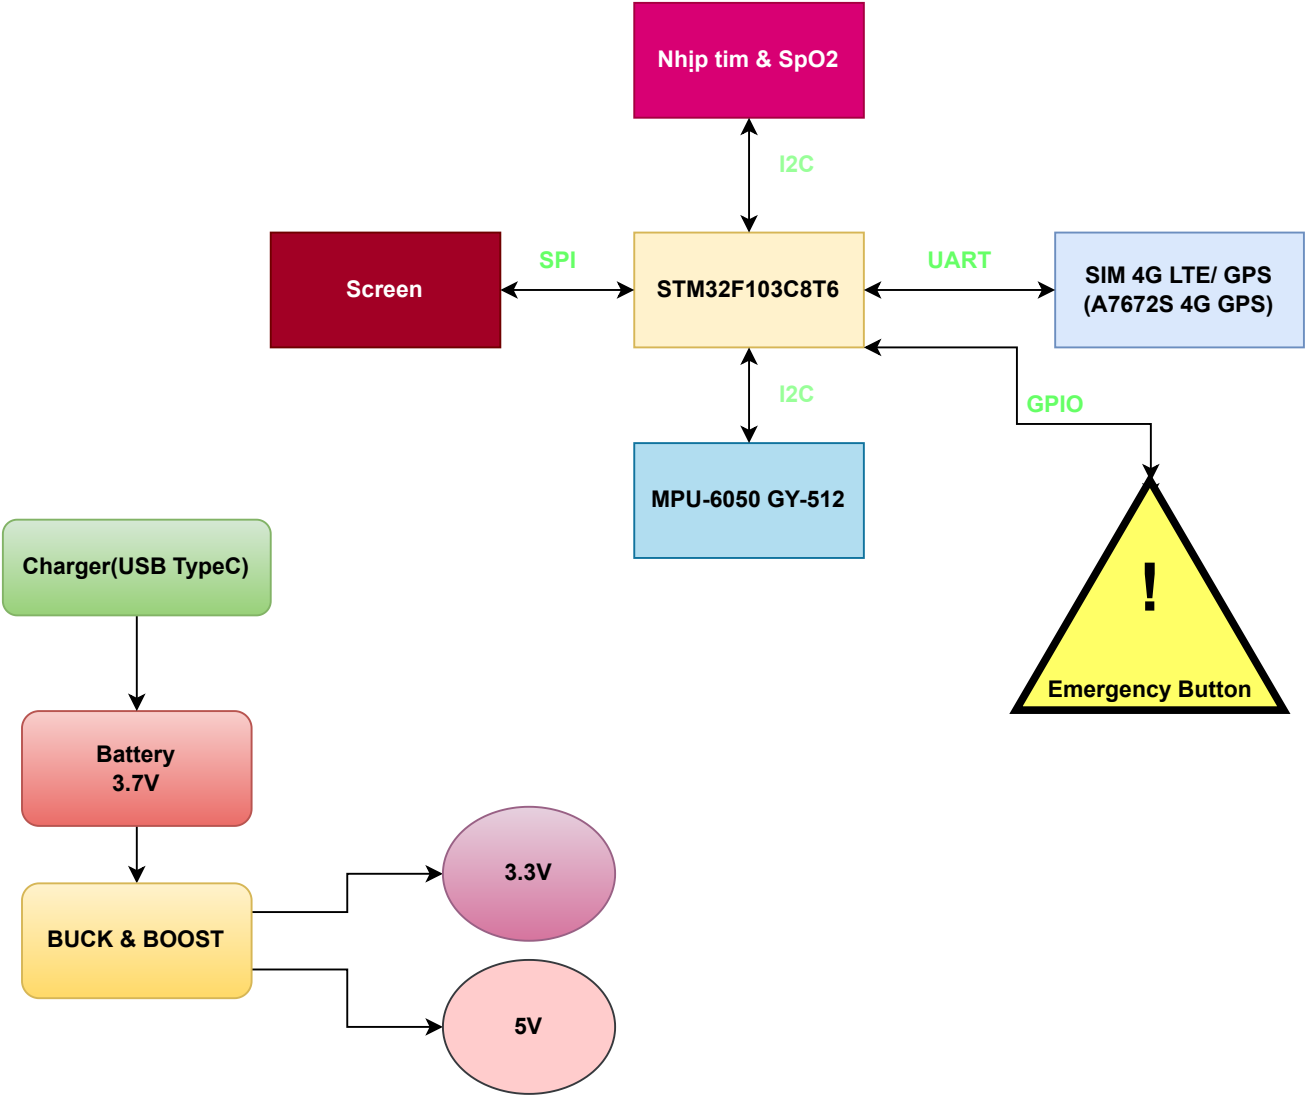 Nhịp tim & SpO2
I2C
Screen
SPI
STM32F103C8T6
UART
SIM 4G LTE/ GPS
(A7672S 4G GPS)
I2C
GPIO
MPU-6050 GY-512
!
Emergency Button
Charger(USB TypeC)
Battery
3.7V
BUCK & BOOST
3.3V
5V